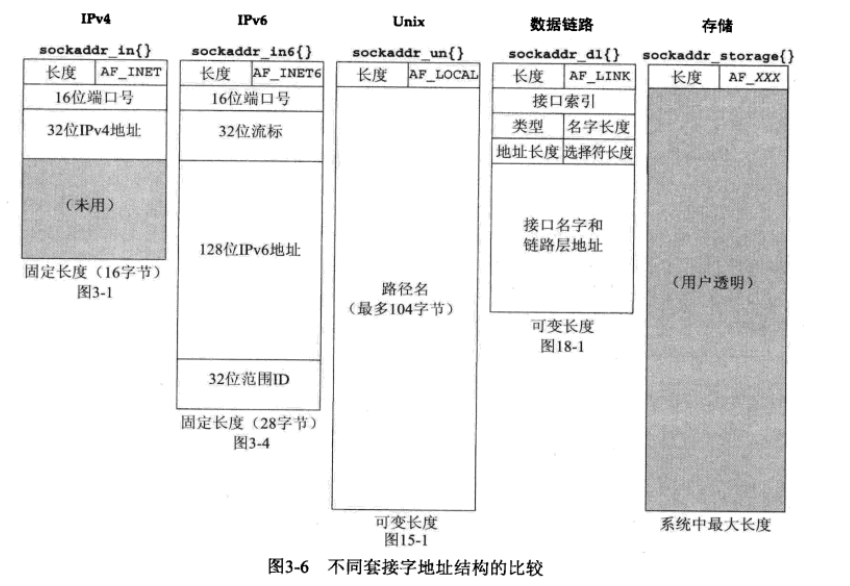 IPv4
IPv6
Unix
数据链路
存储
sockaddr_in{}
sockaddr_in6{}
sockaddr_un{}
sockaddr_dl{}
sockaddr_storage{}
长度 AF_INET
16位端口号
32位IPv4地址
(未用)
固定长度(16字节)
图3-1
长度 AF_INET6
16位端口号
32位流标
128位IPv6地址
32位范围ID
固定长度(28字节)
图3-4
长度 AF_LOCAL
路径名
(最多104字节)
可变长度
图15-1
长度 AF_LINK
接口索引
类型 名字长度
地址长度 选择符长度
接口名字和
链路层地址
可变长度
图18-1
长度 AF_XXX
(用户透明)
系统中最大长度
图3-6 不同套接字地址结构的比较